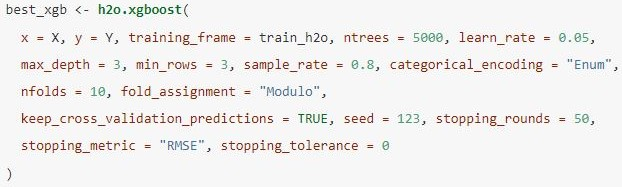 best_xgb <- h2o.xgboost(
x = X, y = Y, training_frame = train_h2o, ntrees = 5000, learn_rate = 0.05,
max_depth = 3, min_rows = 3, sample_rate = 0.8, categorical_encoding = "Enum",
nfolds = 10, fold_assignment = "Modulo",
keep_cross_validation_predictions = TRUE, seed = 123, stopping_rounds = 50,
stopping_metric = "RMSE", stopping_tolerance = 0
)